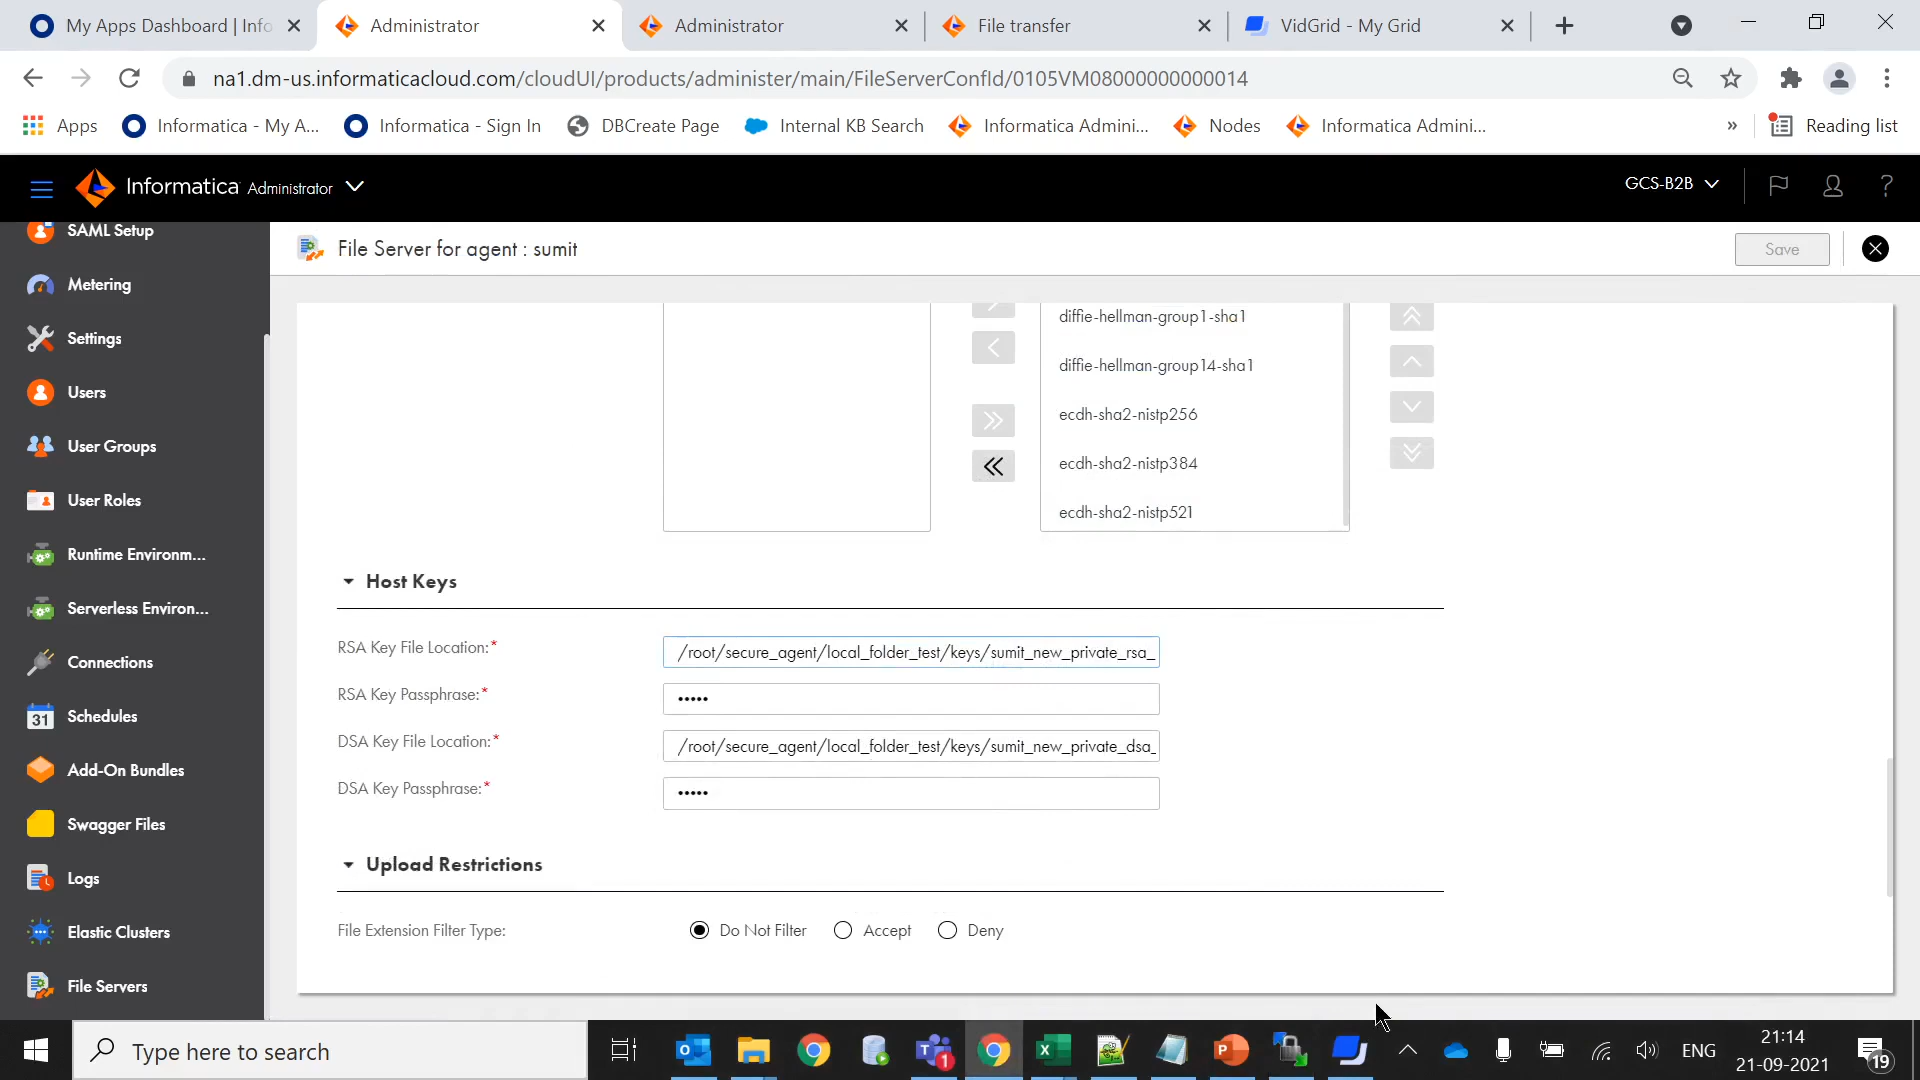 My Apps Dashboard | Info
Administrator
Administrator
File transfer
VidGrid - My Grid
na1.dm-us.informaticacloud.com/cloudUI/products/administer/main/FileServerConfId/0105VM08000000000014
Apps
Informatica - My A...
Informatica - Sign In
DBCreate Page
Internal KB Search
Informatica Admini...
Nodes
Informatica Admini...
»
Reading list
Informatica Administrator
GCS-B2B
?
SAML Setup
Metering
Settings
Users
User Groups
User Roles
Runtime Environm...
Serverless Environ...
Connections
31
Schedules
Add-On Bundles
Swagger Files
Logs
Elastic Clusters
File Servers
File Server for agent : sumit
Save
diffie-hellman-group1-sha1
diffie-hellman-group14-sha1
ecdh-sha2-nistp256
ecdh-sha2-nistp384
ecdh-sha2-nistp521
Host Keys
RSA Key File Location:*
/root/secure_agent/local_folder_test/keys/sumit_new_private_rsa_
RSA Key Passphrase:*
•••••
DSA Key File Location:*
/root/secure_agent/local_folder_test/keys/sumit_new_private_dsa_
DSA Key Passphrase:*
•••••
Upload Restrictions
File Extension Filter Type:
Do Not Filter
Accept
Deny
Type here to search
1
ENG
21:14
21-09-2021
19